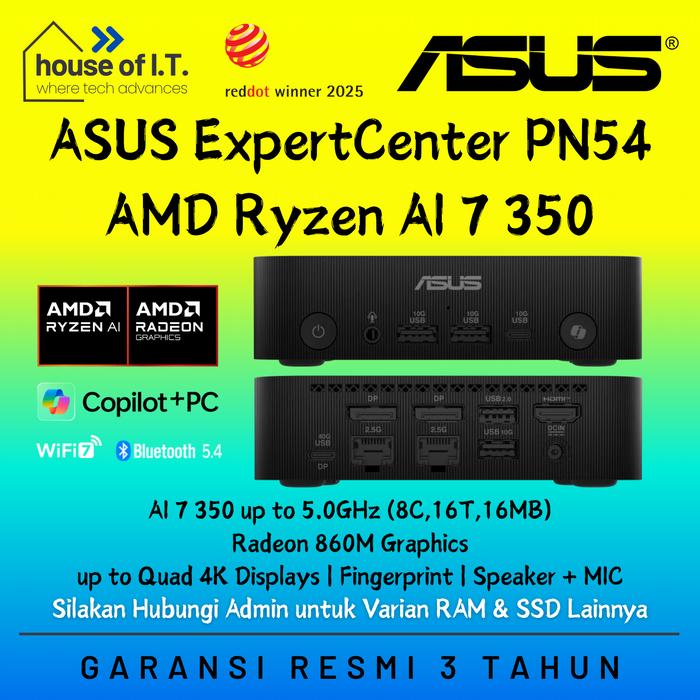 house of I.T.
where tech advances
reddot winner 2025
ASUS®
ASUS ExpertCenter PN54
AMD Ryzen AI 7 350
AMD
RYZEN AI
AMD
RADEON
GRAPHICS
Copilot+PC
WiFi 7
Bluetooth 5.4
ASUS
10G
USB
10G
USB
10G
USB
DP
DP
USB 2.0
HDMI
2.5G
2.5G
USB 10G
DC IN
40G
USB
DP
AI 7 350 up to 5.0GHz (8C,16T,16MB)
Radeon 860M Graphics
up to Quad 4K Displays | Fingerprint | Speaker + MIC
Silakan Hubungi Admin untuk Varian RAM & SSD Lainnya
GARANSI RESMI 3 TAHUN